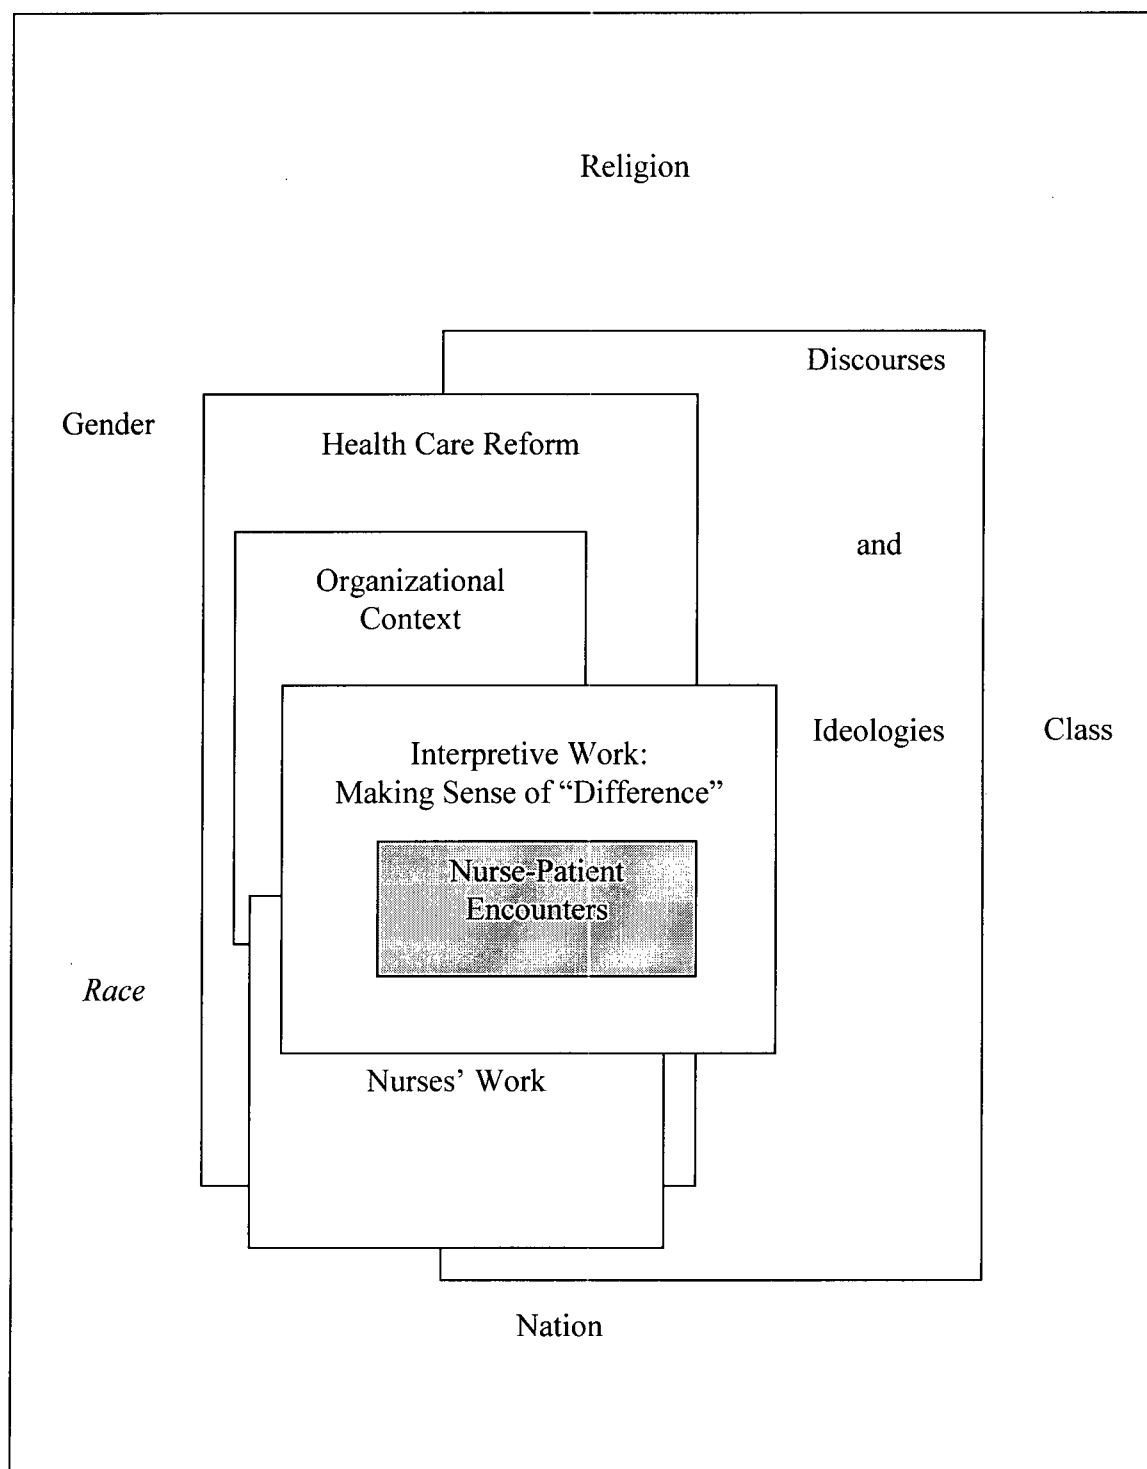 Religion
Discourses
Gender
Health Care Reform
and
Organizational
Context
Ideologies
Class
Interpretive Work:
Making Sense of “Difference”
Nurse-Patient
Encounters
Race
Nurses’ Work
Nation